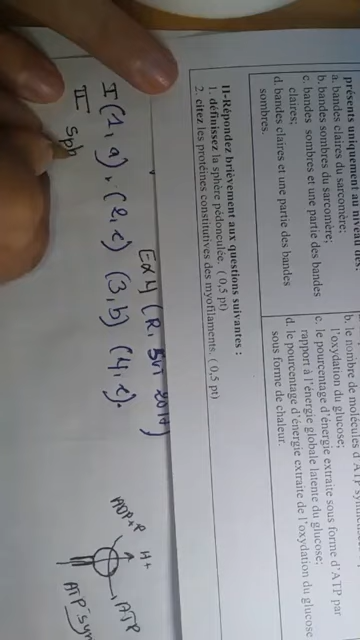 présents uniquement au niveau des:
a. bandes claires du sarcomère;
b. bandes sombres du sarcomère;
c. bandes sombres et une partie des bandes
claires;
d. bandes claires et une partie des bandes
sombres.
b. le nombre de molécules d'ATP
l'oxydation du glucose;
c. le pourcentage d'énergie extraite sous forme d'ATP par
rapport à l'énergie globale latente du glucose;
d. le pourcentage d'énergie extraite de l'oxydation du glucose
sous forme de chaleur.
II-Répondez brièvement aux questions suivantes :
1. définissez la sphère pédonculée. ( 0,5 pt)
2. citez les protéines constitutives des myofilaments. ( 0,5 pt)
Ex 4 (R,
I (1, a), (2, c) (3, b) (4, c).
II sph
ADP+P H+
ATP
ATP syn